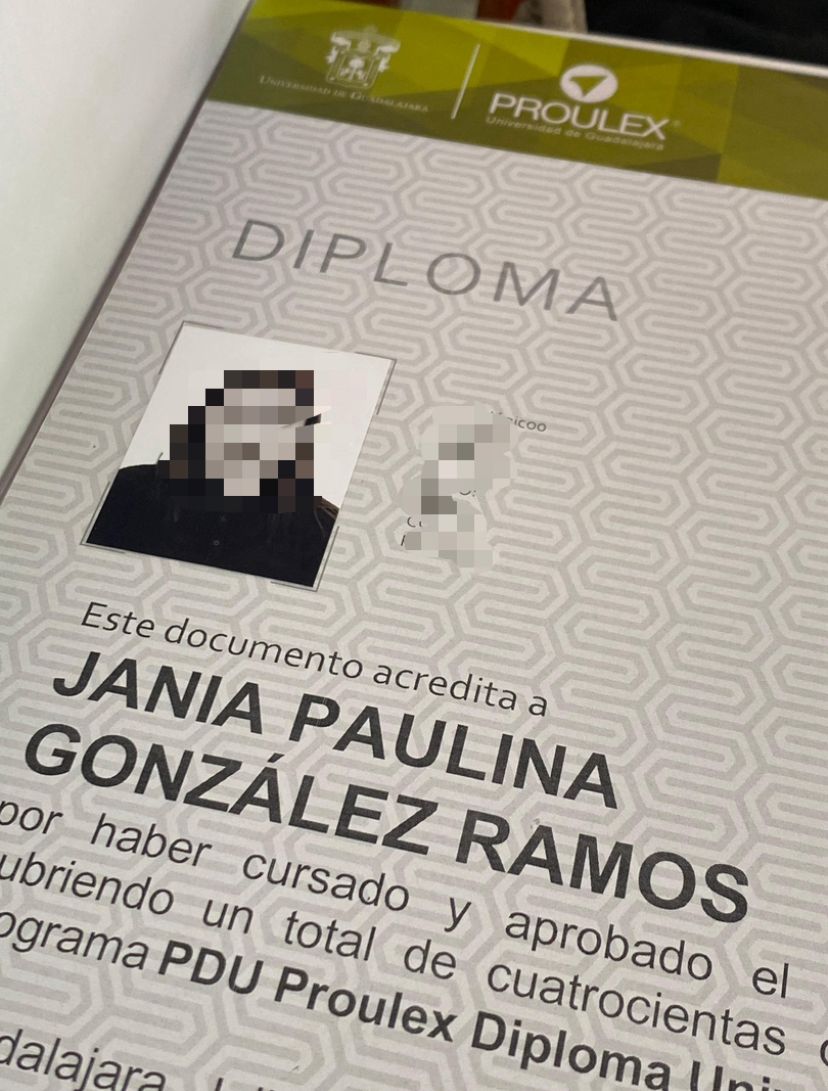 UNIVERSIDAD DE GUADALAJARA
PROULEX®
Universidad de Guadalajara
DIPLOMA
Este documento acredita a
JANIA PAULINA
GONZÁLEZ RAMOS
por haber cursado y aprobado el
ubriendo un total de cuatrocientas
ograma PDU Proulex Diploma Uni
dalajara